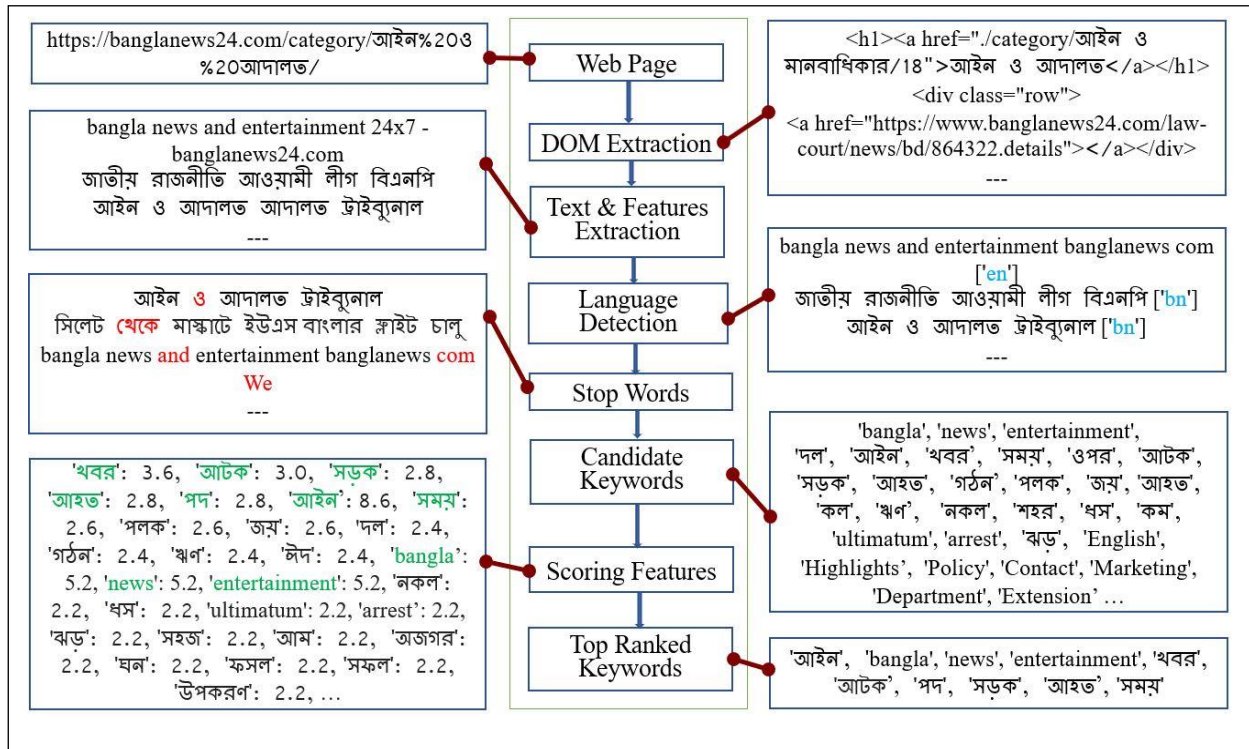 https://banglanews24.com/category/আইন%20ও
%20আদালত/
Web Page
<h1><a href="./category/আইন ও
মানবাধিকার/18">আইন ও আদালত</a></h1>
<div class="row">
<a href="https://www.banglanews24.com/law-
court/news/bd/864322.details"></a></div>
---
DOM Extraction
bangla news and entertainment 24x7 -
banglanews24.com
জাতীয় রাজনীতি আওয়ামী লীগ বিএনপি
আইন ও আদালত আদালত ট্রাইব্যুনাল
---
Text & Features
Extraction
bangla news and entertainment banglanews com
['en']
জাতীয় রাজনীতি আওয়ামী লীগ বিএনপি ['bn']
আইন ও আদালত ট্রাইব্যুনাল ['bn']
---
Language
Detection
আইন ও আদালত ট্রাইব্যুনাল
সিলেট থেকে মাস্কাটে ইউএস বাংলার ফ্লাইট চালু
bangla news and entertainment banglanews com
We
---
Stop Words
Candidate
Keywords
'bangla', 'news', 'entertainment',
'দল', 'আইন', 'খবর', 'সময়', 'ওপর', 'আটক',
'সড়ক', 'আহত', 'গঠন’, 'পলক', 'জয়', 'আহত',
'কল', 'ঋণ’, 'নকল', 'শহর', 'ধস', 'কম',
'ultimatum', 'arrest', 'ঝড়', 'English',
'Highlights’, 'Policy', 'Contact', 'Marketing',
'Department', 'Extension’ …
'খবর': 3.6, 'আটক': 3.0, 'সড়ক': 2.8,
'আহত': 2.8, 'পদ': 2.8, 'আইন’: 8.6, 'সময়':
2.6, 'পলক': 2.6, 'জয়': 2.6, 'দল': 2.4,
'গঠন': 2.4, 'ঋণ': 2.4, 'ঈদ': 2.4, 'bangla’:
5.2, 'news': 5.2, 'entertainment': 5.2, 'নকল':
2.2, 'ধস': 2.2, 'ultimatum': 2.2, 'arrest’: 2.2,
'ঝড়': 2.2, 'সহজ': 2.2, 'আম': 2.2, 'অজগর':
2.2, 'ঘন': 2.2, 'ফসল': 2.2, 'সফল': 2.2,
'উপকরণ': 2.2, …
Scoring Features
Top Ranked
Keywords
'আইন', 'bangla', 'news', 'entertainment', 'খবর',
'আটক’, 'পদ', 'সড়ক', 'আহত’, 'সময়'